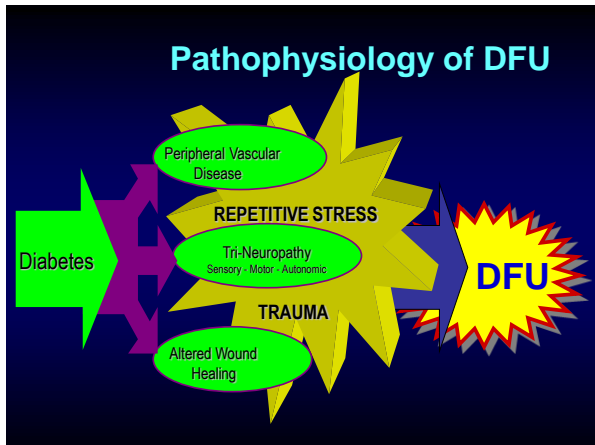 Pathophysiology of DFU
Peripheral Vascular
Disease
REPETITIVE STRESS
Diabetes
Tri-Neuropathy
Sensory - Motor - Autonomic
DFU
TRAUMA
Altered Wound
Healing